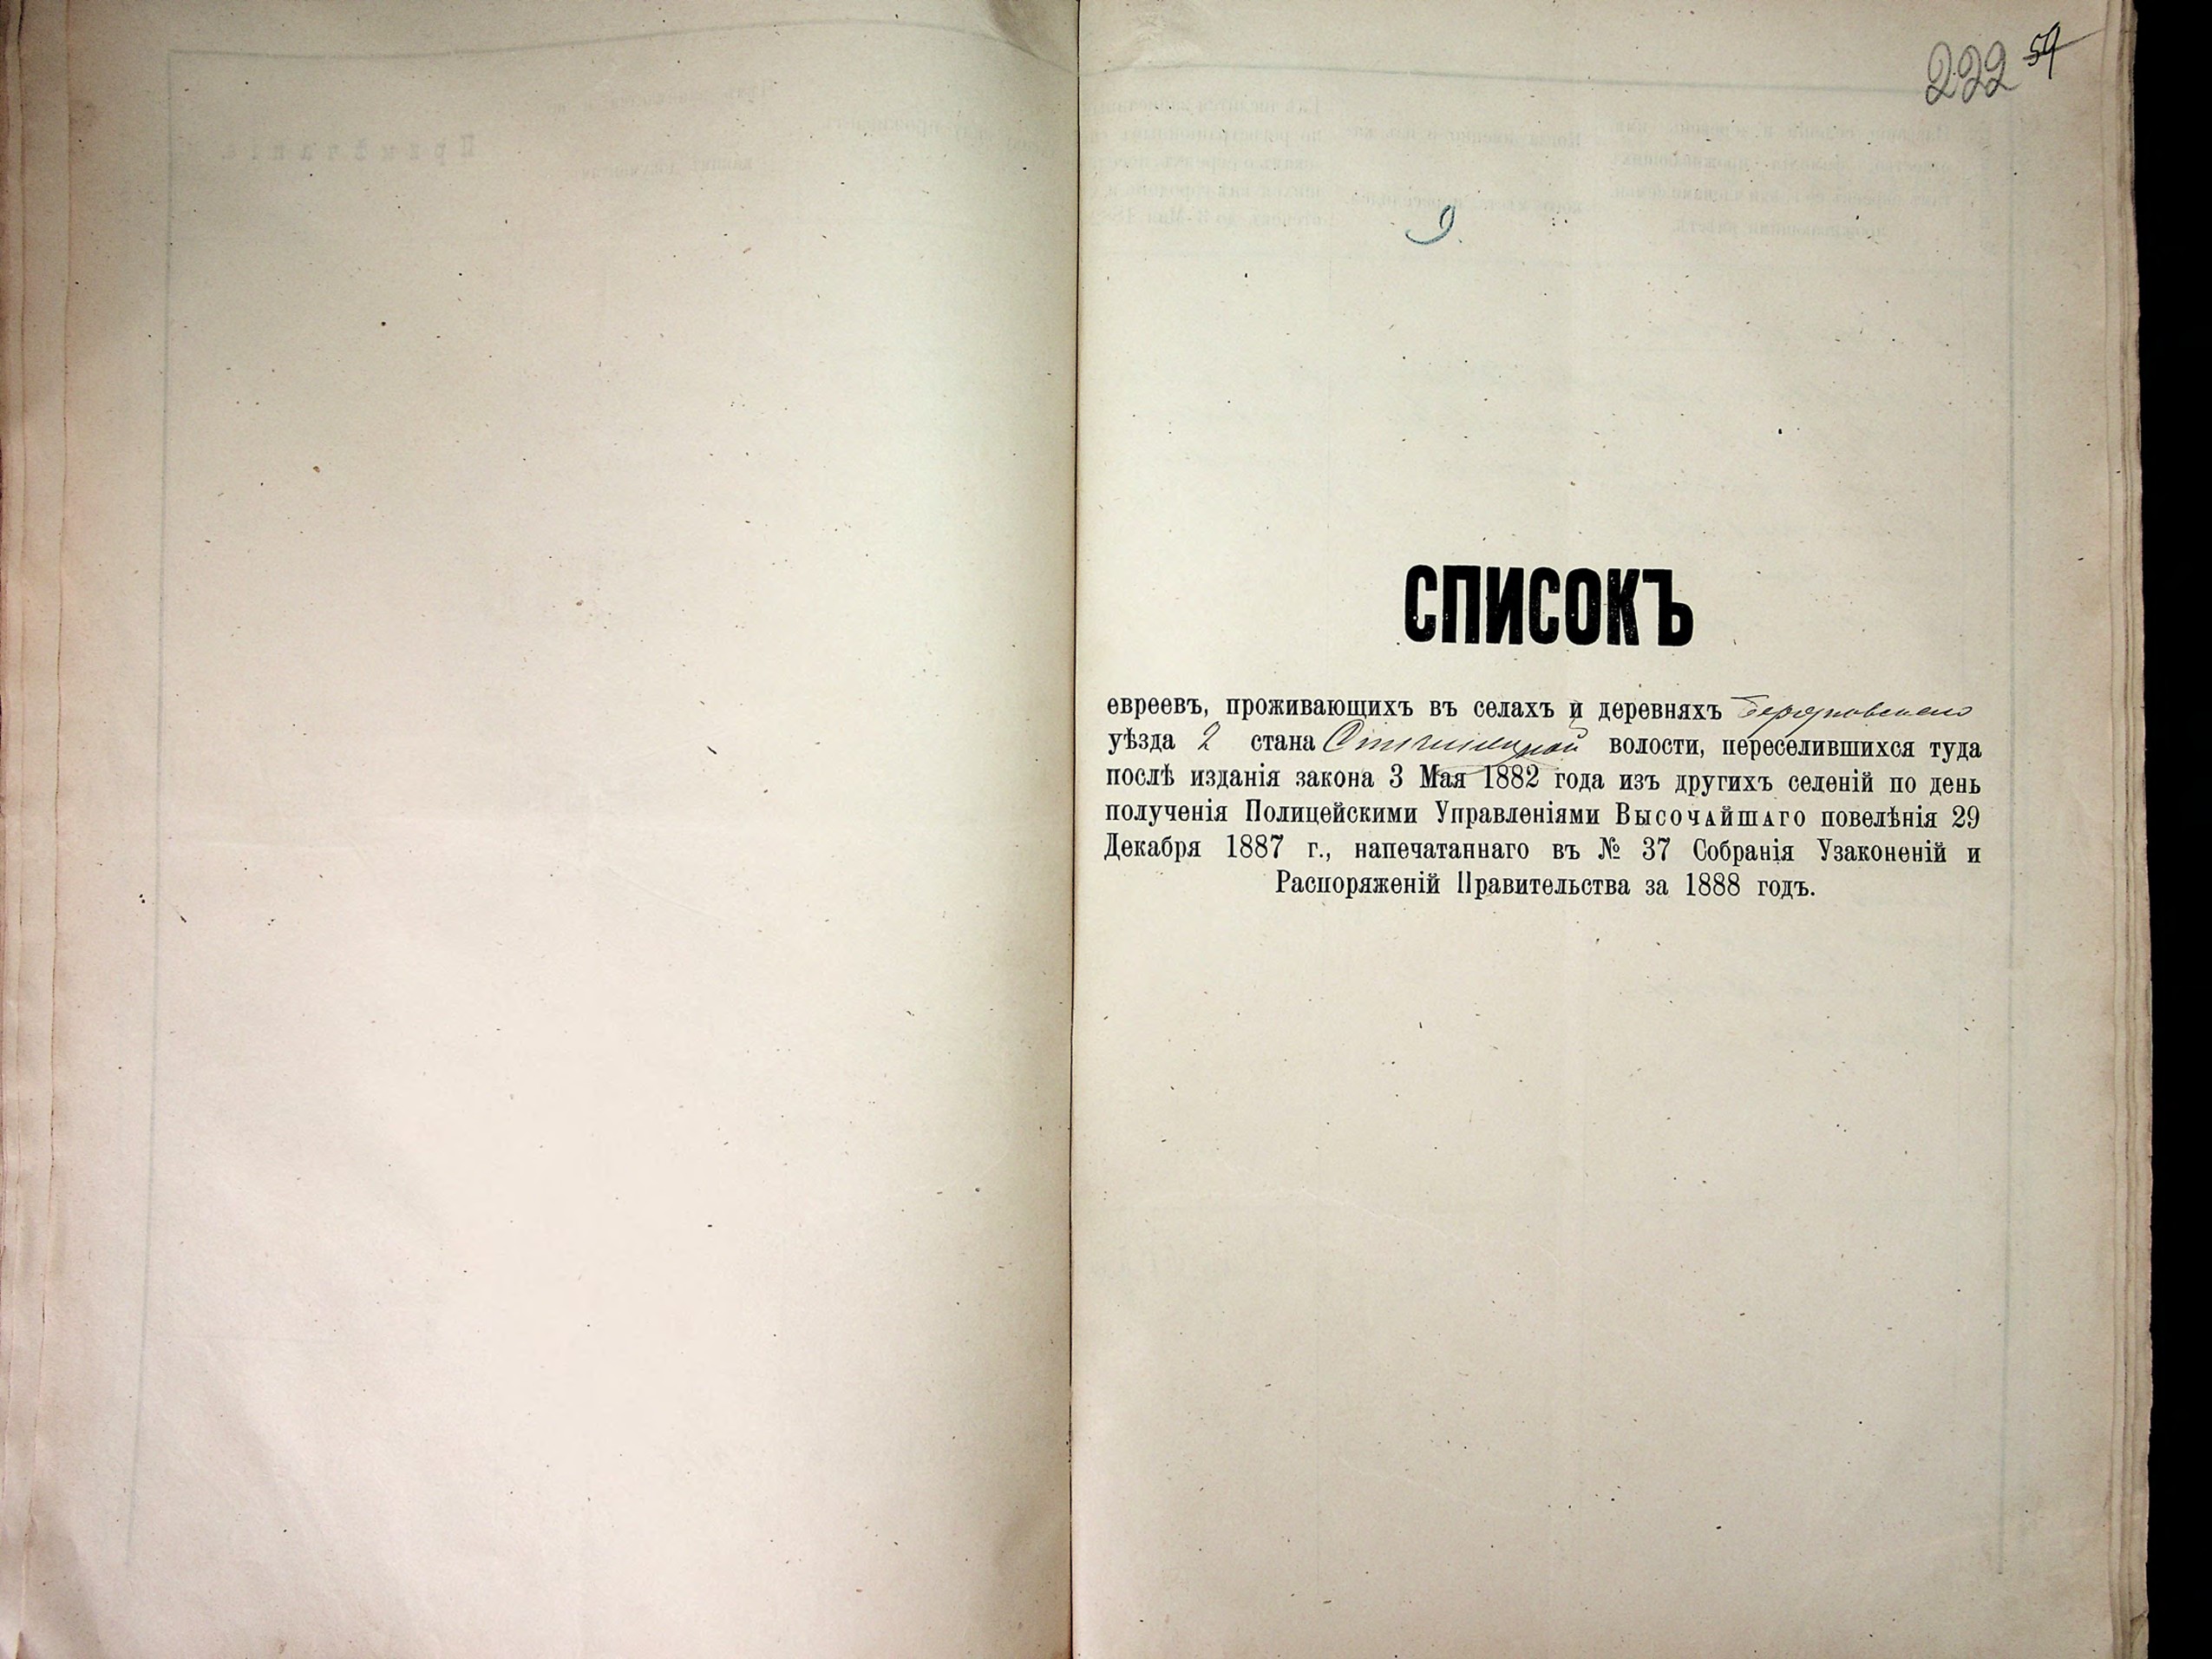 222 59
9.
СПИСОКЪ
евреевъ, проживающихъ въ селахъ и деревняхъ
уѣзда 2 стана волости, переселившихся туда
послѣ изданія закона 3 Мая 1882 года изъ другихъ селеній по день
полученія Полицейскими Управленіями Высочайшаго повелѣнія 29
Декабря 1887 г., напечатаннаго въ № 37 Собранія Узаконеній и
Распоряженій Правительства за 1888 годъ.